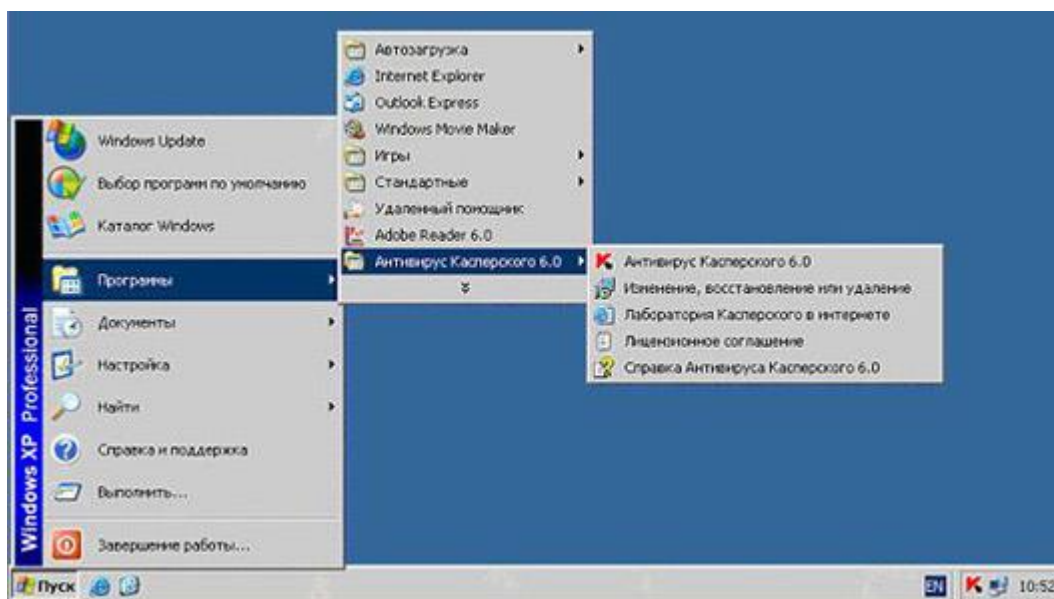 Автозагрузка
Internet Explorer
Outlook Express
Windows Movie Maker
Игры
Стандартные
Удаленный помощник
Adobe Reader 6.0
Антивирус Касперского 6.0
Windows Update
Выбор программ по умолчанию
Каталог Windows
Программы
Документы
Настройка
Найти
Справка и поддержка
Выполнить...
Завершение работы...
Windows XP Professional
Антивирус Касперского 6.0
Изменение, восстановление или удаление
Лаборатория Касперского в интернете
Лицензионное соглашение
Справка Антивируса Касперского 6.0
Пуск
EN
10:52